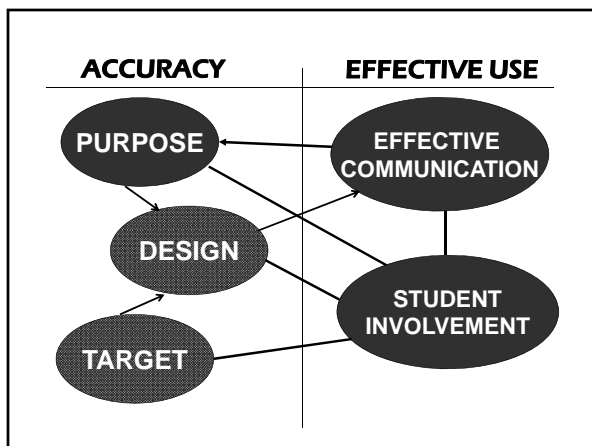 ACCURACY
EFFECTIVE USE
PURPOSE
EFFECTIVE
COMMUNICATION
DESIGN
STUDENT
INVOLVEMENT
TARGET